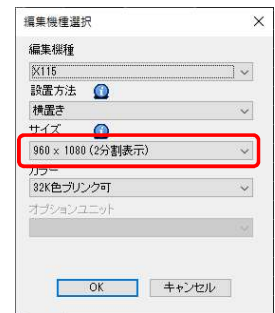 編集機種選択
編集機種
X115
設置方法
横置き
サイズ
960 x 1080 (2分割表示)
カラー
32K色ブリンク可
オプションユニット
OK
キャンセル